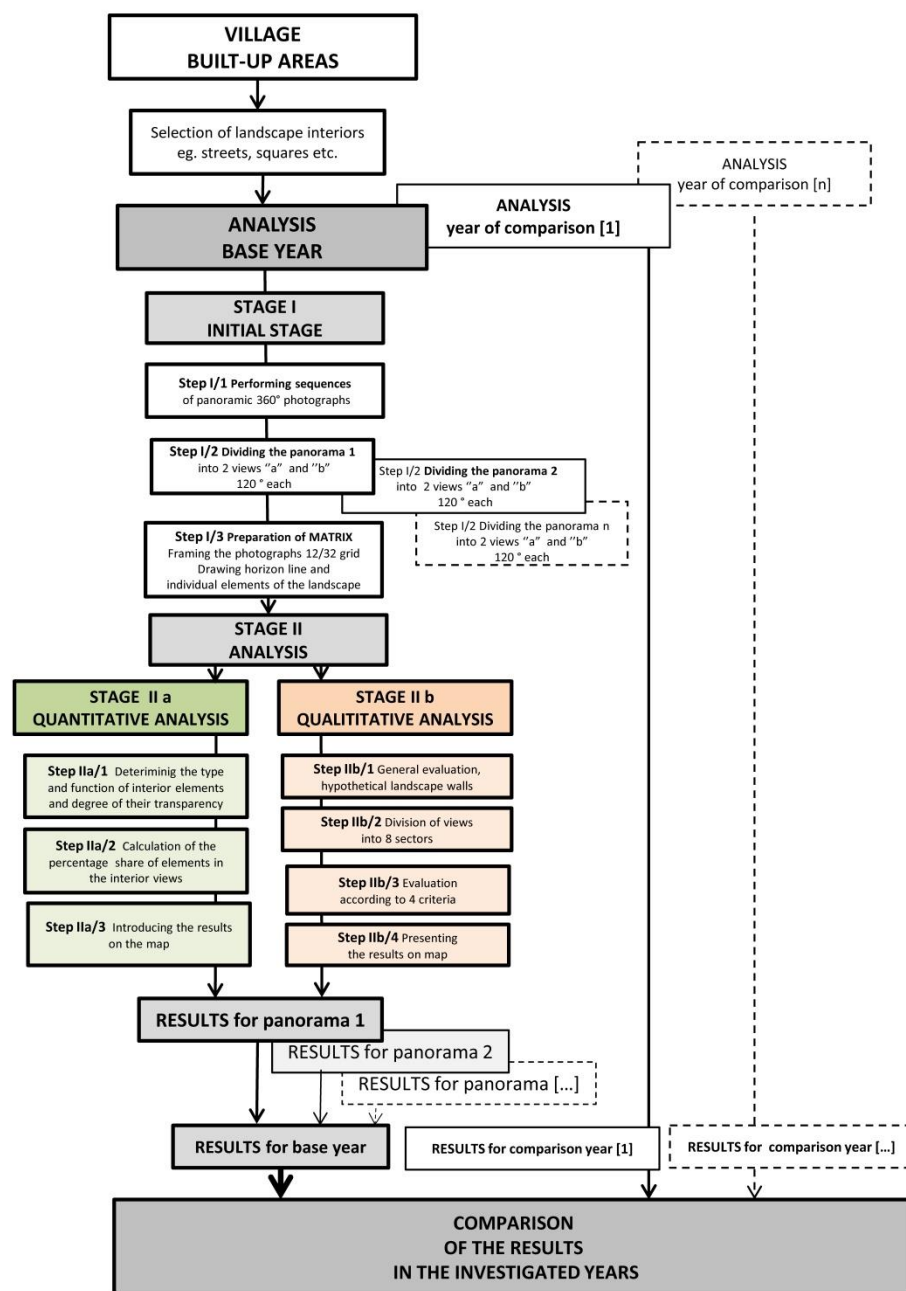 VILLAGE
BUILT-UP AREAS
Selection of landscape interiors
eg. streets, squares etc.
ANALYSIS
year of comparison [n]
ANALYSIS
year of comparison [1]
ANALYSIS
BASE YEAR
STAGE I
INITIAL STAGE
Step I/1 Performing sequences
of panoramic 360° photographs
Step I/2 Dividing the panorama 1
into 2 views ‘’a” and ’’b”
120 ° each
Step I/2 Dividing the panorama 2
into 2 views ‘’a” and ’’b”
120 ° each
Step I/2 Dividing the panorama n
into 2 views ‘’a” and ’’b”
120 ° each
Step I/3 Preparation of MATRIX
Framing the photographs 12/32 grid
Drawing horizon line and
individual elements of the landscape
STAGE II
ANALYSIS
STAGE II a
QUANTITATIVE ANALYSIS
STAGE II b
QUALITITATIVE ANALYSIS
Step IIa/1 Deteriminig the type
and function of interior elements
and degree of their transparency
Step IIa/2 Calculation of the
percentage share of elements in
the interior views
Step IIa/3 Introducing the results
on the map
Step IIb/1 General evaluation,
hypothetical landscape walls
Step IIb/2 Division of views
into 8 sectors
Step IIb/3 Evaluation
according to 4 criteria
Step IIb/4 Presenting
the results on map
RESULTS for panorama 1
RESULTS for panorama 2
RESULTS for panorama [...]
RESULTS for base year
RESULTS for comparison year [1]
RESULTS for comparison year [...]
COMPARISON
OF THE RESULTS
IN THE INVESTIGATED YEARS